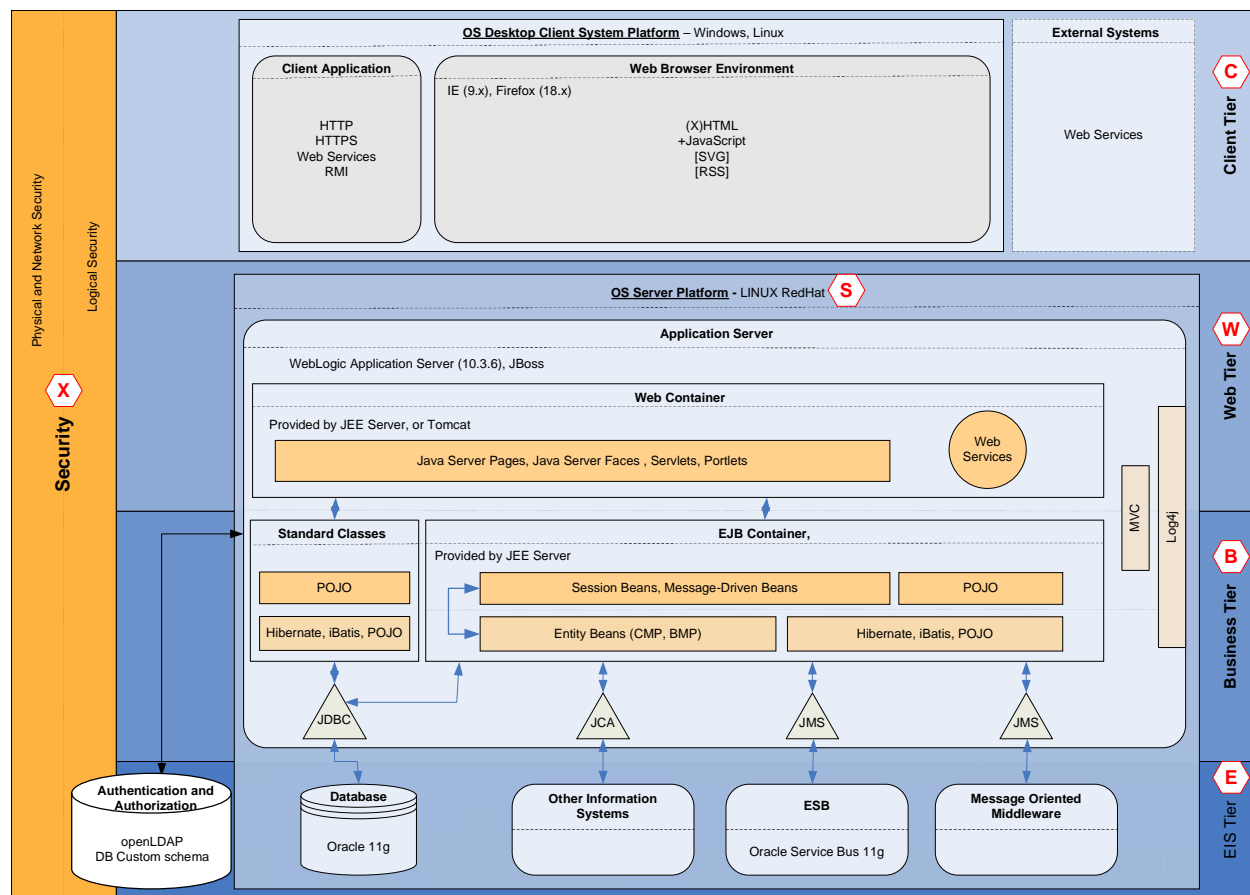 OS Desktop Client System Platform – Windows, Linux
External Systems
Client Application
HTTP
HTTPS
Web Services
RMI
Web Browser Environment
IE (9.x), Firefox (18.x)
(X)HTML
+JavaScript
[SVG]
[RSS]
Web Services
C
Client Tier
Physical and Network Security
Logical Security
X
Security
OS Server Platform - LINUX RedHat
S
W
Web Tier
Application Server
WebLogic Application Server (10.3.6), JBoss
Web Container
Provided by JEE Server, or Tomcat
Java Server Pages, Java Server Faces , Servlets, Portlets
Web
Services
MVC
Log4j
Standard Classes
POJO
Hibernate, iBatis, POJO
EJB Container,
Provided by JEE Server
Session Beans, Message-Driven Beans
POJO
Entity Beans (CMP, BMP)
Hibernate, iBatis, POJO
B
Business Tier
JDBC
JCA
JMS
JMS
E
EIS Tier
Authentication and
Authorization
openLDAP
DB Custom schema
Database
Oracle 11g
Other Information
Systems
ESB
Oracle Service Bus 11g
Message Oriented
Middleware